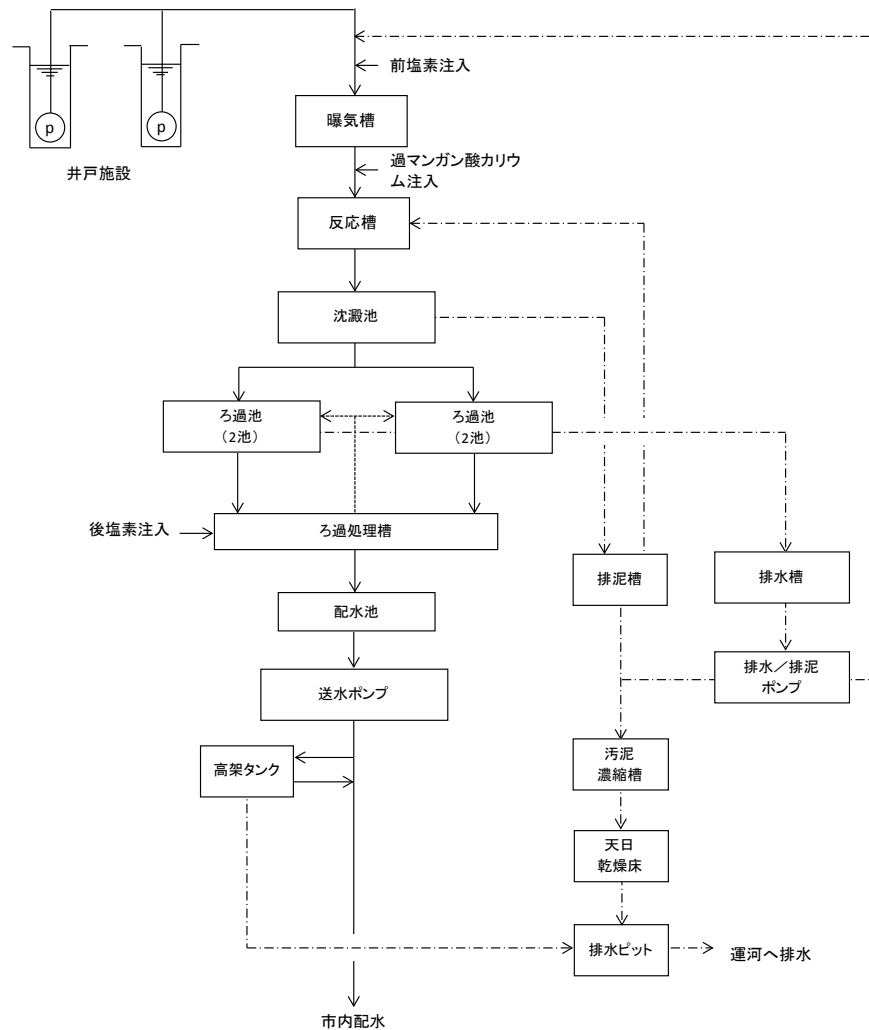 前塩素注入
p
p
曝気槽
井戸施設
過マンガン酸カリウ
ム注入
反応槽
沈澱池
ろ過池
（2池）
ろ過池
（2池）
後塩素注入
ろ過処理槽
排泥槽
排水槽
配水池
排水／排泥
ポンプ
送水ポンプ
汚泥
濃縮槽
高架タンク
天日
乾燥床
排水ピット
運河へ排水
市内配水